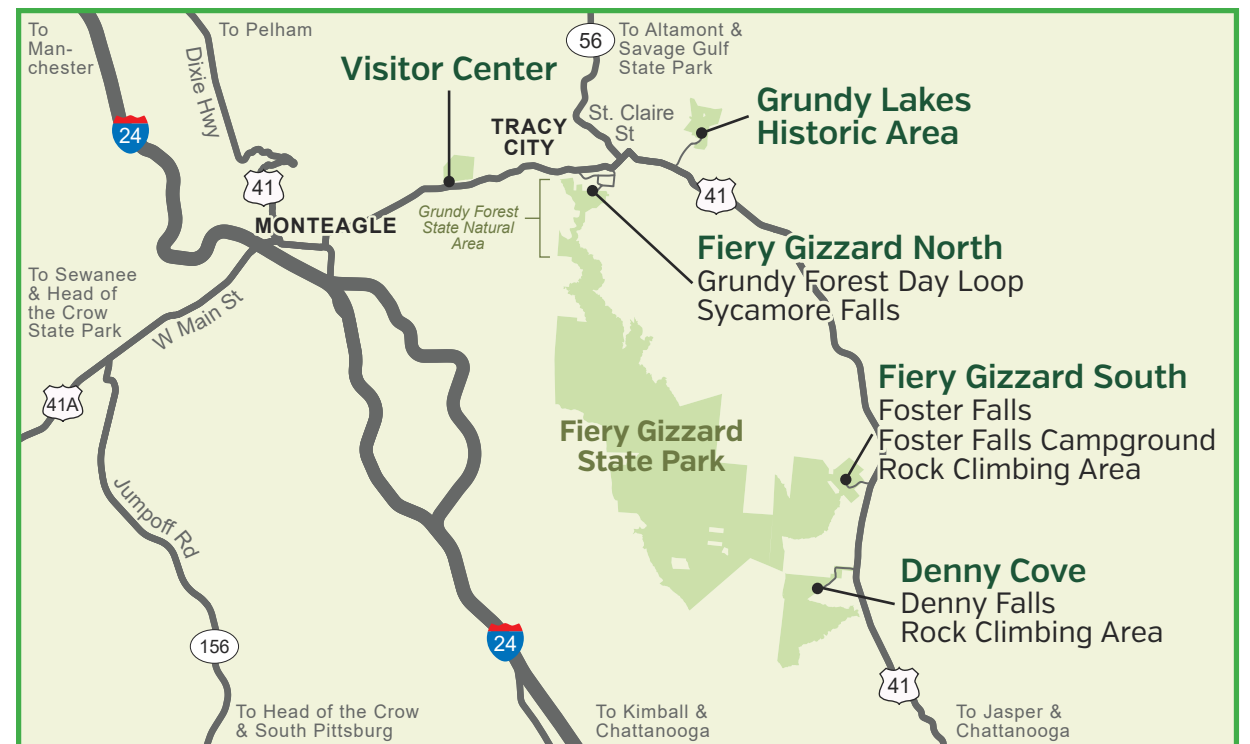 To
Man-
chester
To Pelham
Dixie Hwy
56
To Altamont &
Savage Gulf
State Park
Visitor Center
24
TRACY
CITY
St. Claire
St
Grundy Lakes
Historic Area
41
MONTEAGLE
Grundy Forest
State Natural
Area
41
Fiery Gizzard North
Grundy Forest Day Loop
Sycamore Falls
To Sewanee
& Head of
the Crow
State Park
W Main St
41A
Fiery Gizzard South
Foster Falls
Foster Falls Campground
Rock Climbing Area
Fiery Gizzard
State Park
Jumpoff Rd
Denny Cove
Denny Falls
Rock Climbing Area
156
24
41
To Head of the Crow
& South Pittsburg
To Kimball &
Chattanooga
To Jasper &
Chattanooga